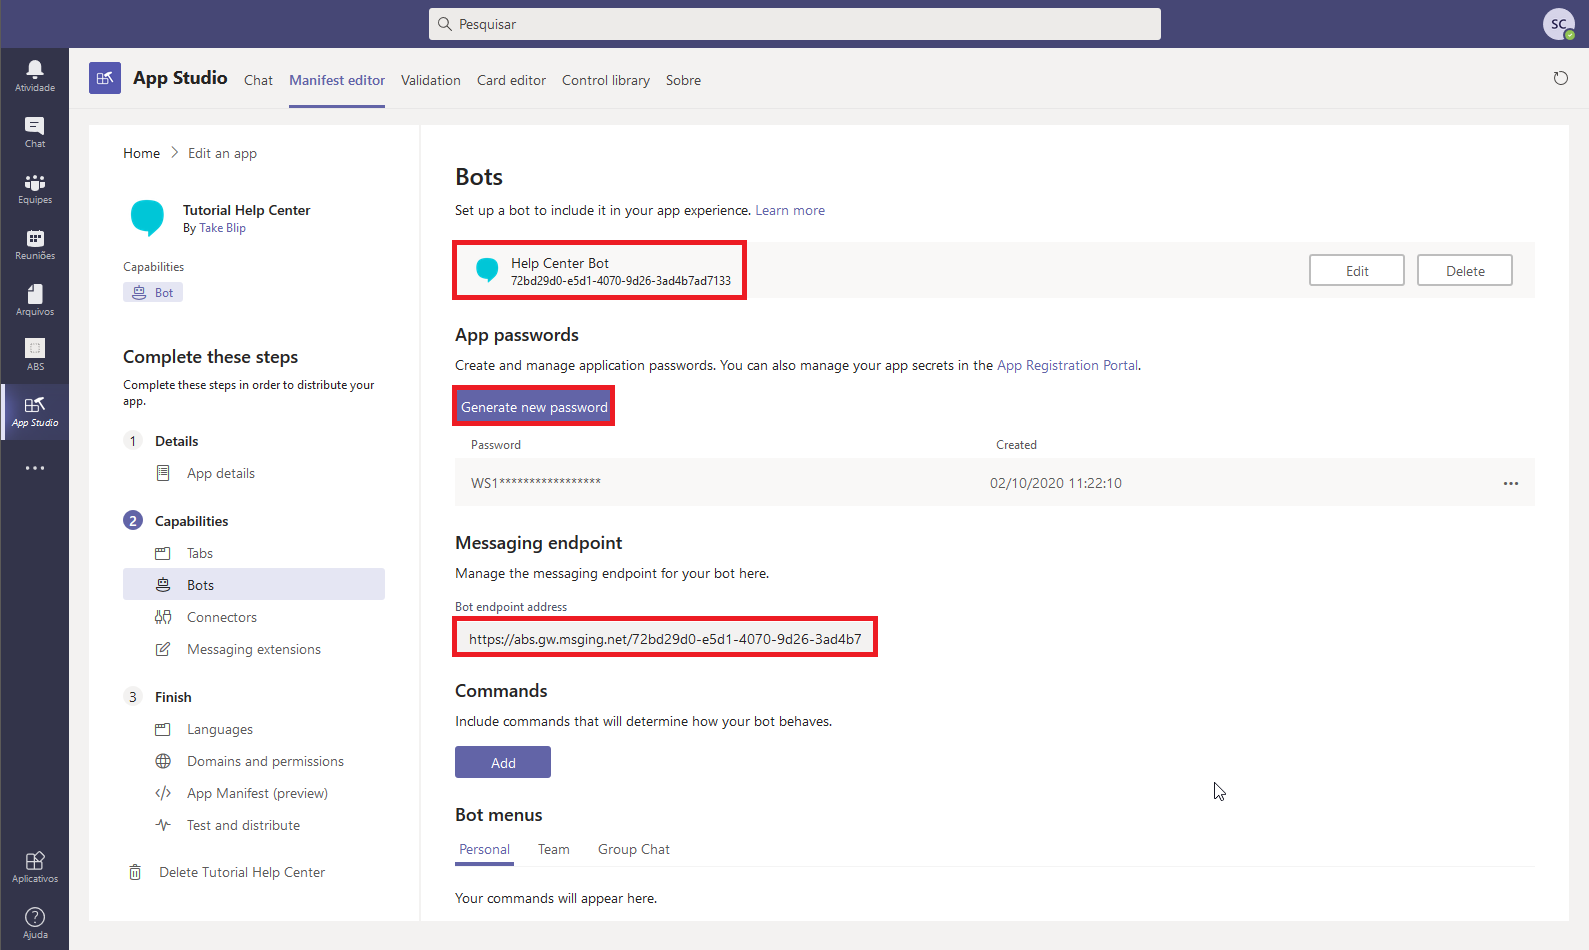 Pesquisar
SC
Atividade
Chat
Equipes
Reuniões
Arquivos
ABS
App Studio
Aplicativos
Ajuda
App Studio
Chat
Manifest editor
Validation
Card editor
Control library
Sobre
Home > Edit an app
Tutorial Help Center
By Take Blip
Capabilities
Bot
Complete these steps
Complete these steps in order to distribute your
app.
1 Details
App details
2 Capabilities
Tabs
Bots
Connectors
Messaging extensions
3 Finish
Languages
Domains and permissions
App Manifest (preview)
Test and distribute
Delete Tutorial Help Center
Bots
Set up a bot to include it in your app experience. Learn more
Help Center Bot
72bd29d0-e5d1-4070-9d26-3ad4b7ad7133
Edit
Delete
App passwords
Create and manage application passwords. You can also manage your app secrets in the App Registration Portal.
Generate new password
Password
Created
WS1*****************
02/10/2020 11:22:10
Messaging endpoint
Manage the messaging endpoint for your bot here.
Bot endpoint address
https://abs.gw.msging.net/72bd29d0-e5d1-4070-9d26-3ad4b7
Commands
Include commands that will determine how your bot behaves.
Add
Bot menus
Personal
Team
Group Chat
Your commands will appear here.